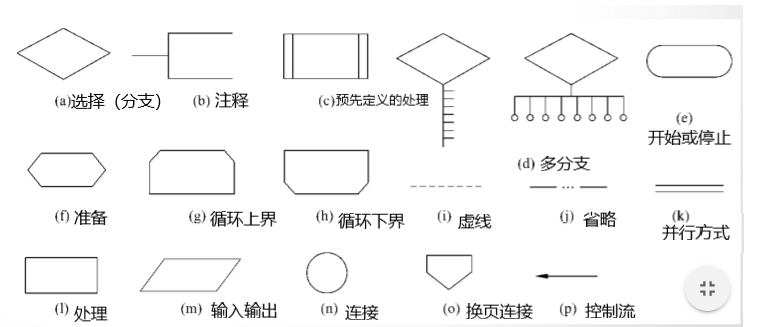 (a)选择（分支）
(b) 注释
(c)预先定义的处理
(d) 多分支
(e)
开始或停止
(f) 准备
(g) 循环上界
(h) 循环下界
(i) 虚线
(j) 省略
(k)
并行方式
(l) 处理
(m) 输入输出
(n) 连接
(o) 换页连接
(p) 控制流